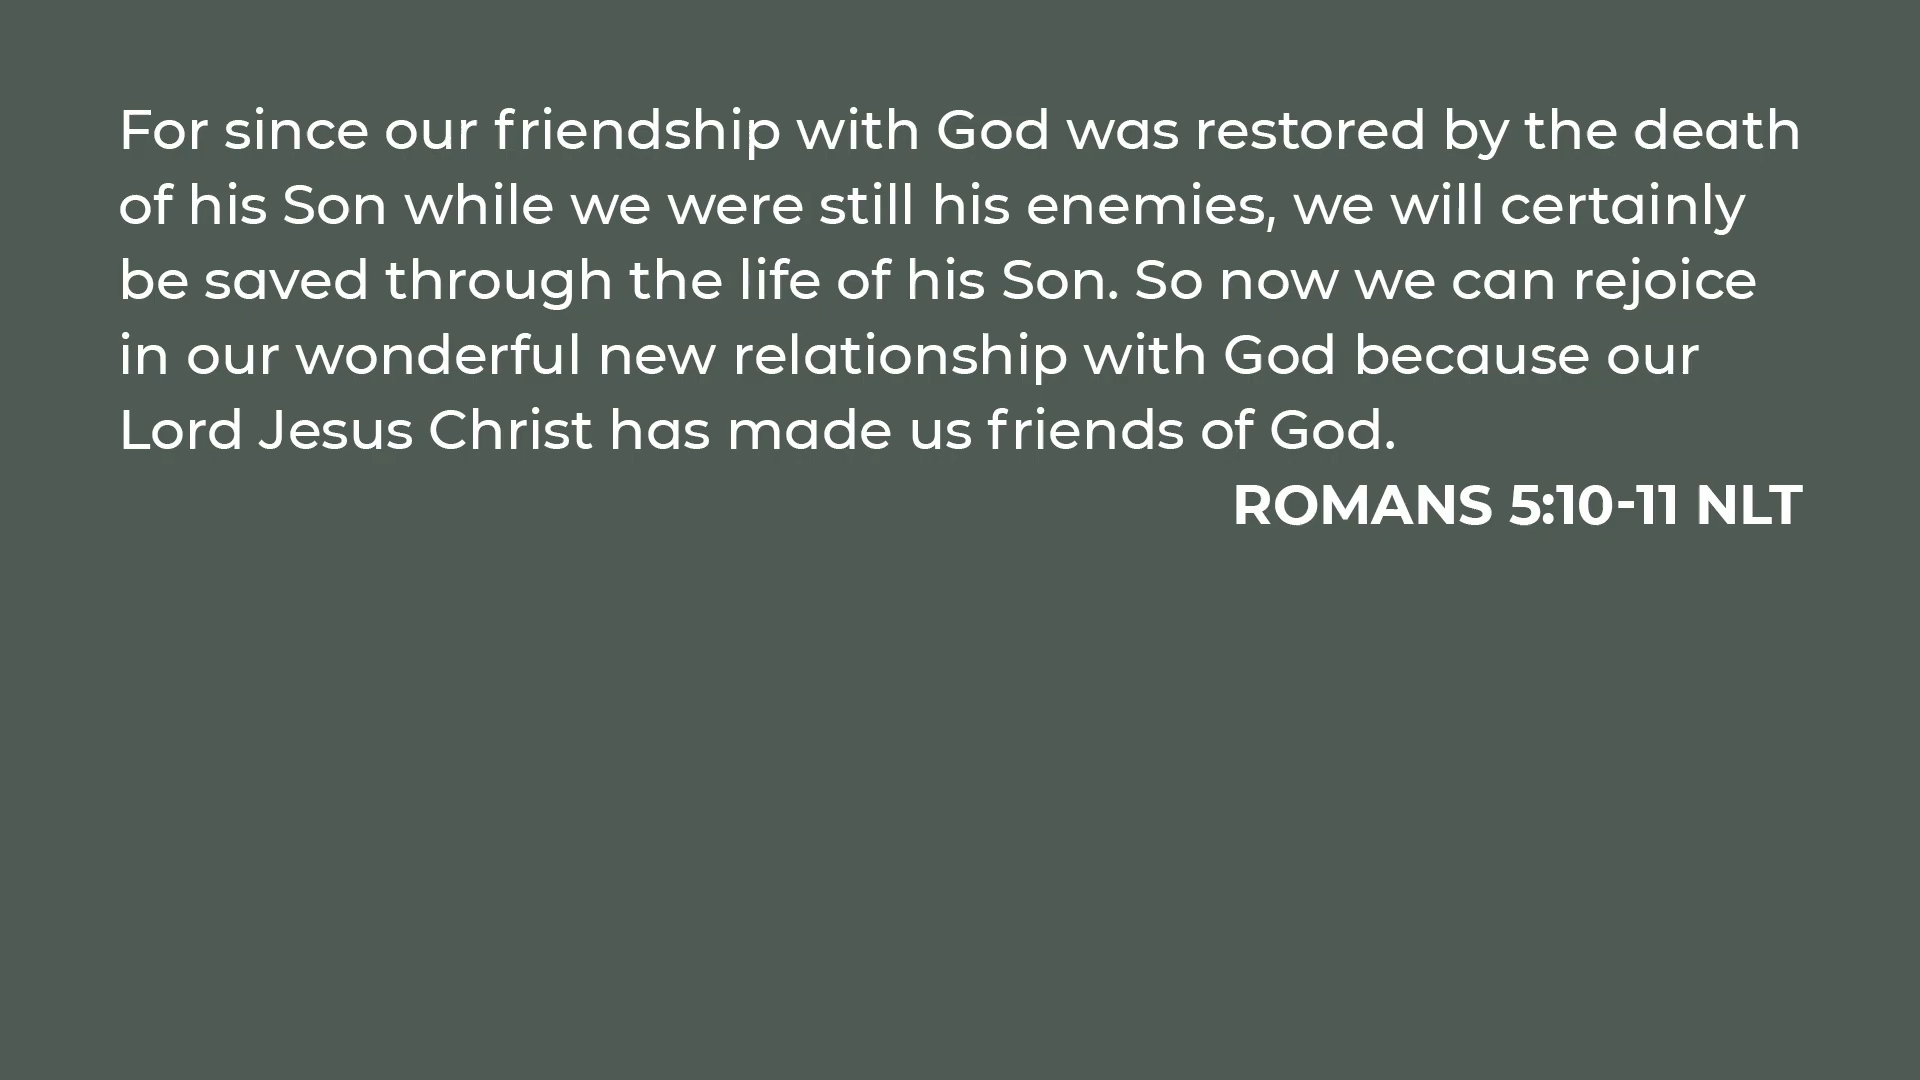 For since our friendship with God was restored by the death
of his Son while we were still his enemies, we will certainly
be saved through the life of his Son. So now we can rejoice
in our wonderful new relationship with God because our
Lord Jesus Christ has made us friends of God.
ROMANS 5:10-11 NLT